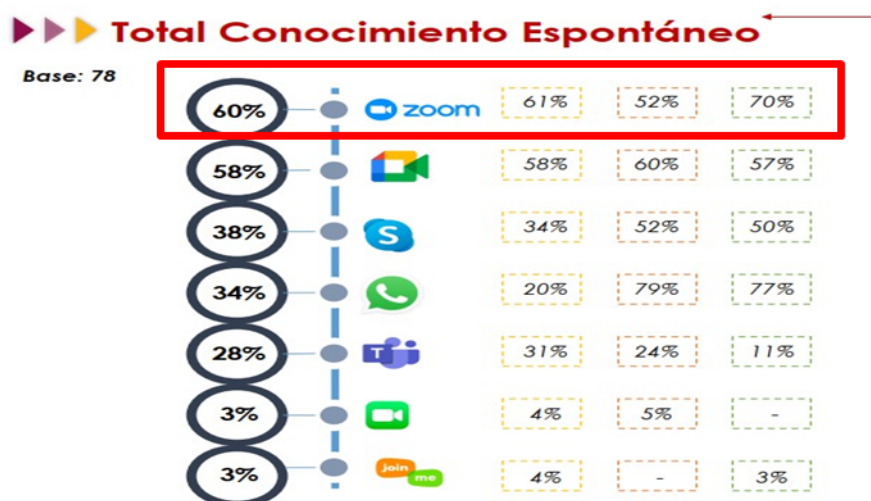 Total Conocimiento Espontáneo
Base: 78
60% zoom 61% 52% 70%
58% 58% 60% 57%
38% S 34% 52% 50%
34% 20% 79% 77%
28% T 31% 24% 11%
3% 4% 5% -
3% join me 4% - 3%